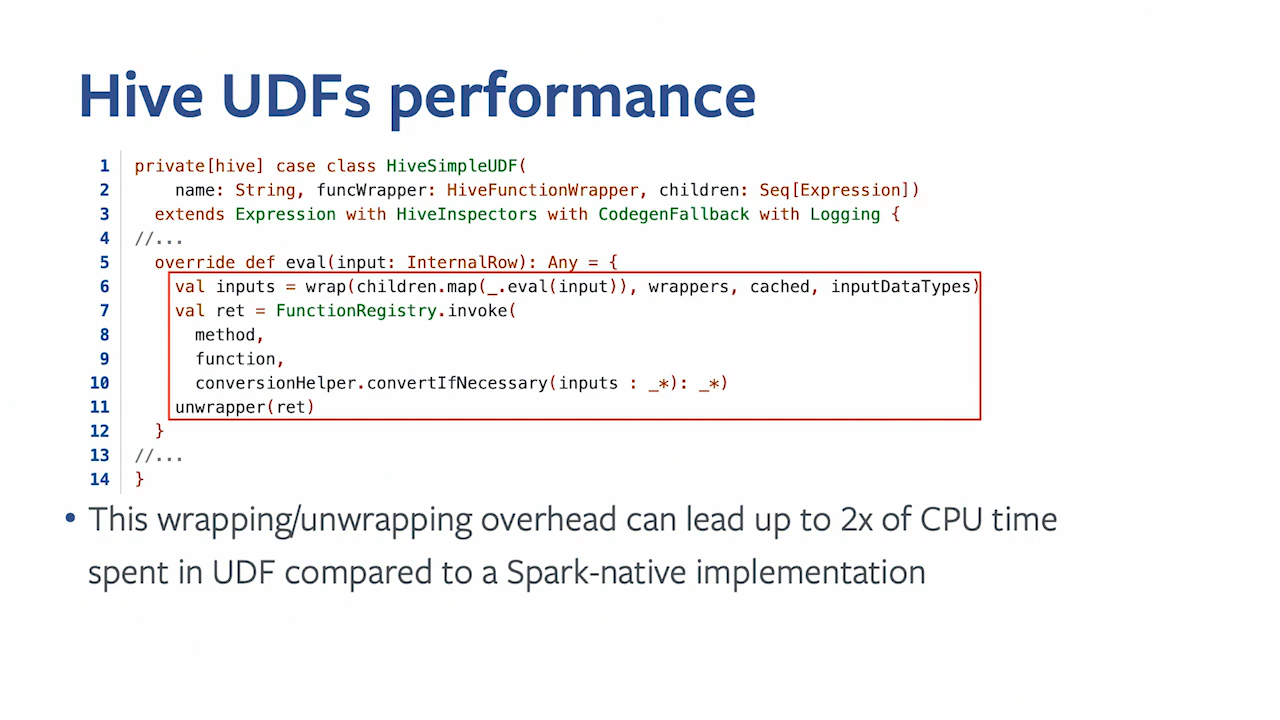 Hive UDFs performance
1 private[hive] case class HiveSimpleUDF(
2 name: String, funcWrapper: HiveFunctionWrapper, children: Seq[Expression])
3 extends Expression with HiveInspectors with CodegenFallback with Logging {
4 //...
5 override def eval(input: InternalRow): Any = {
6 val inputs = wrap(children.map(_.eval(input)), wrappers, cached, inputDataTypes)
7 val ret = FunctionRegistry.invoke(
8 method,
9 function,
10 conversionHelper.convertIfNecessary(inputs : _*): _*)
11 unwrapper(ret)
12 }
13 //...
14 }
• This wrapping/unwrapping overhead can lead up to 2x of CPU time
spent in UDF compared to a Spark-native implementation